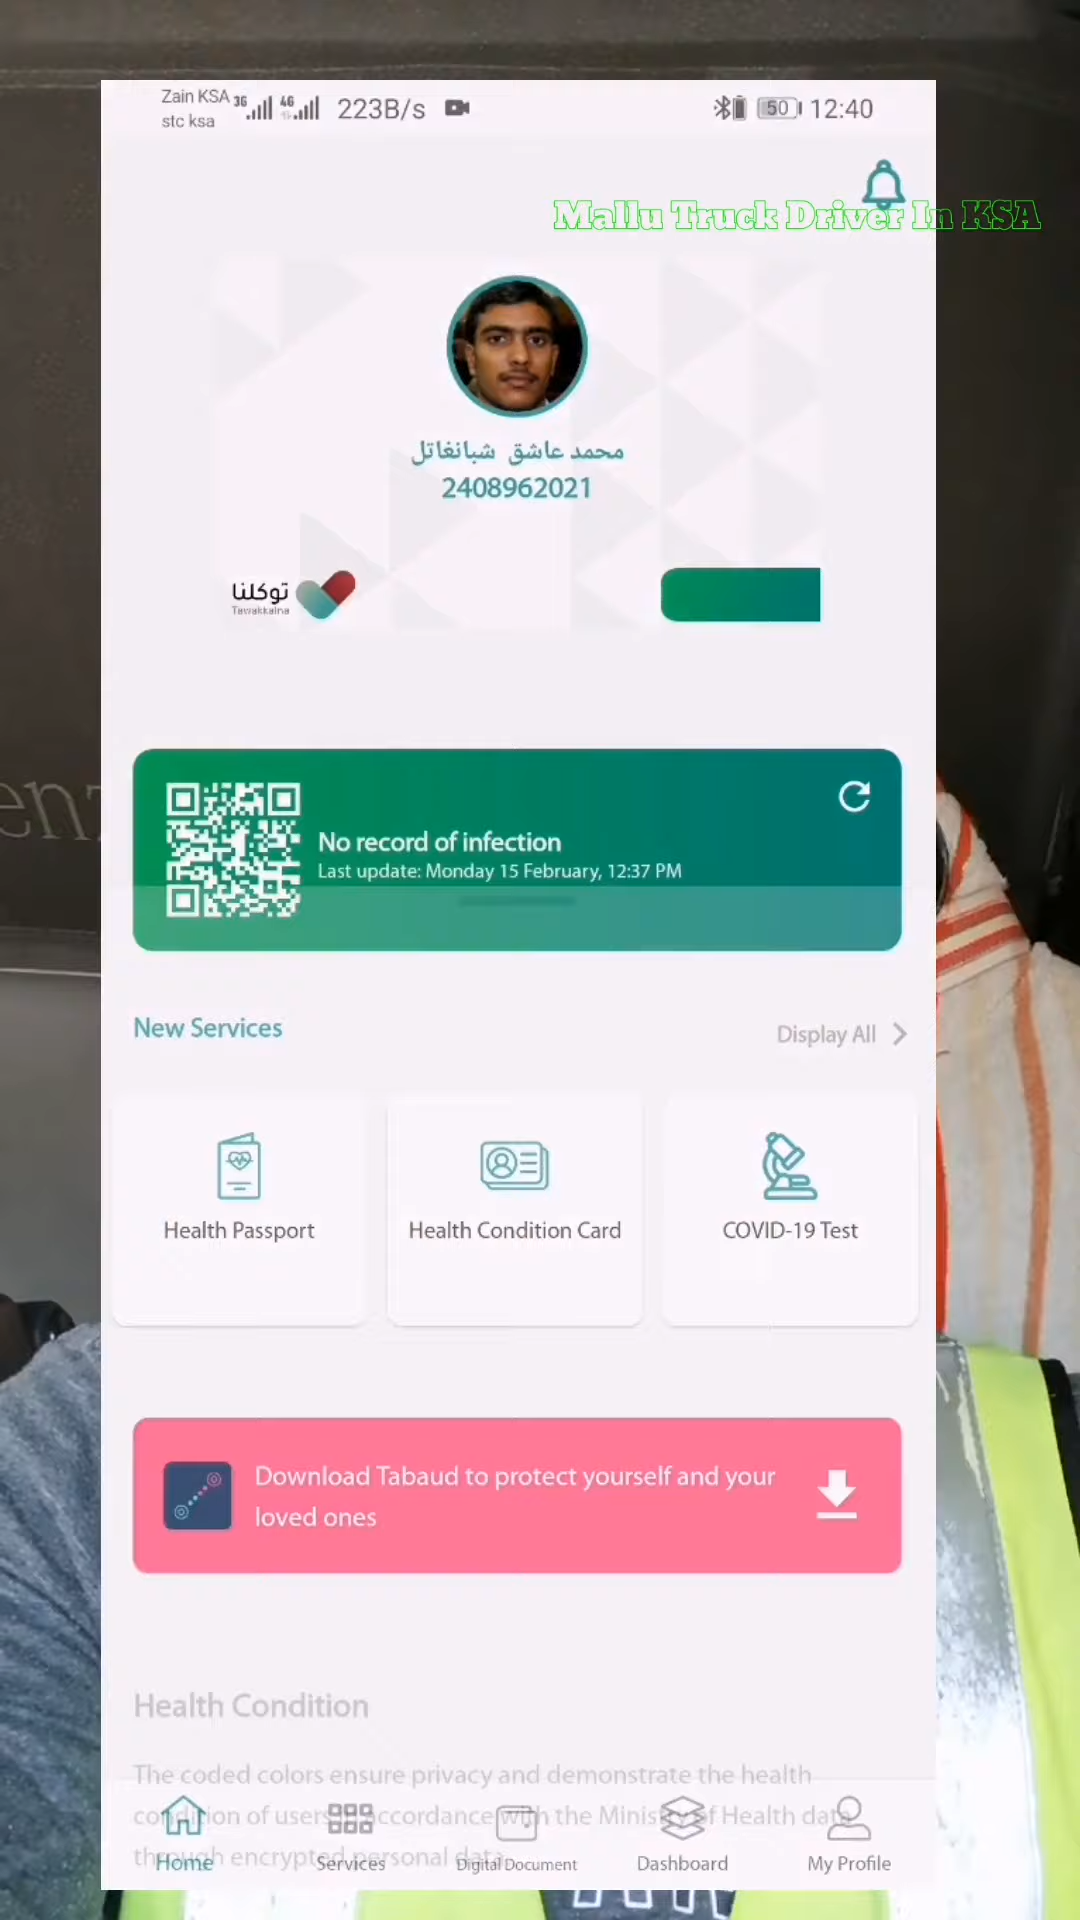 Zain KSA 3G 4G 223B/s 50 12:40
stc ksa
Mallu Truck Driver In KSA
محمد عاشق شبانغاتل
2408962021
توكلنا
Tawakkalna
No record of infection
Last update: Monday 15 February, 12:37 PM
New Services
Display All
Health Passport
Health Condition Card
COVID-19 Test
Download Tabaud to protect yourself and your
loved ones
Health Condition
The coded colors ensure privacy and demonstrate the health
condition of users accordance with the Ministry of Health data
through encrypted personal data
Home
Services
Digital Document
Dashboard
My Profile